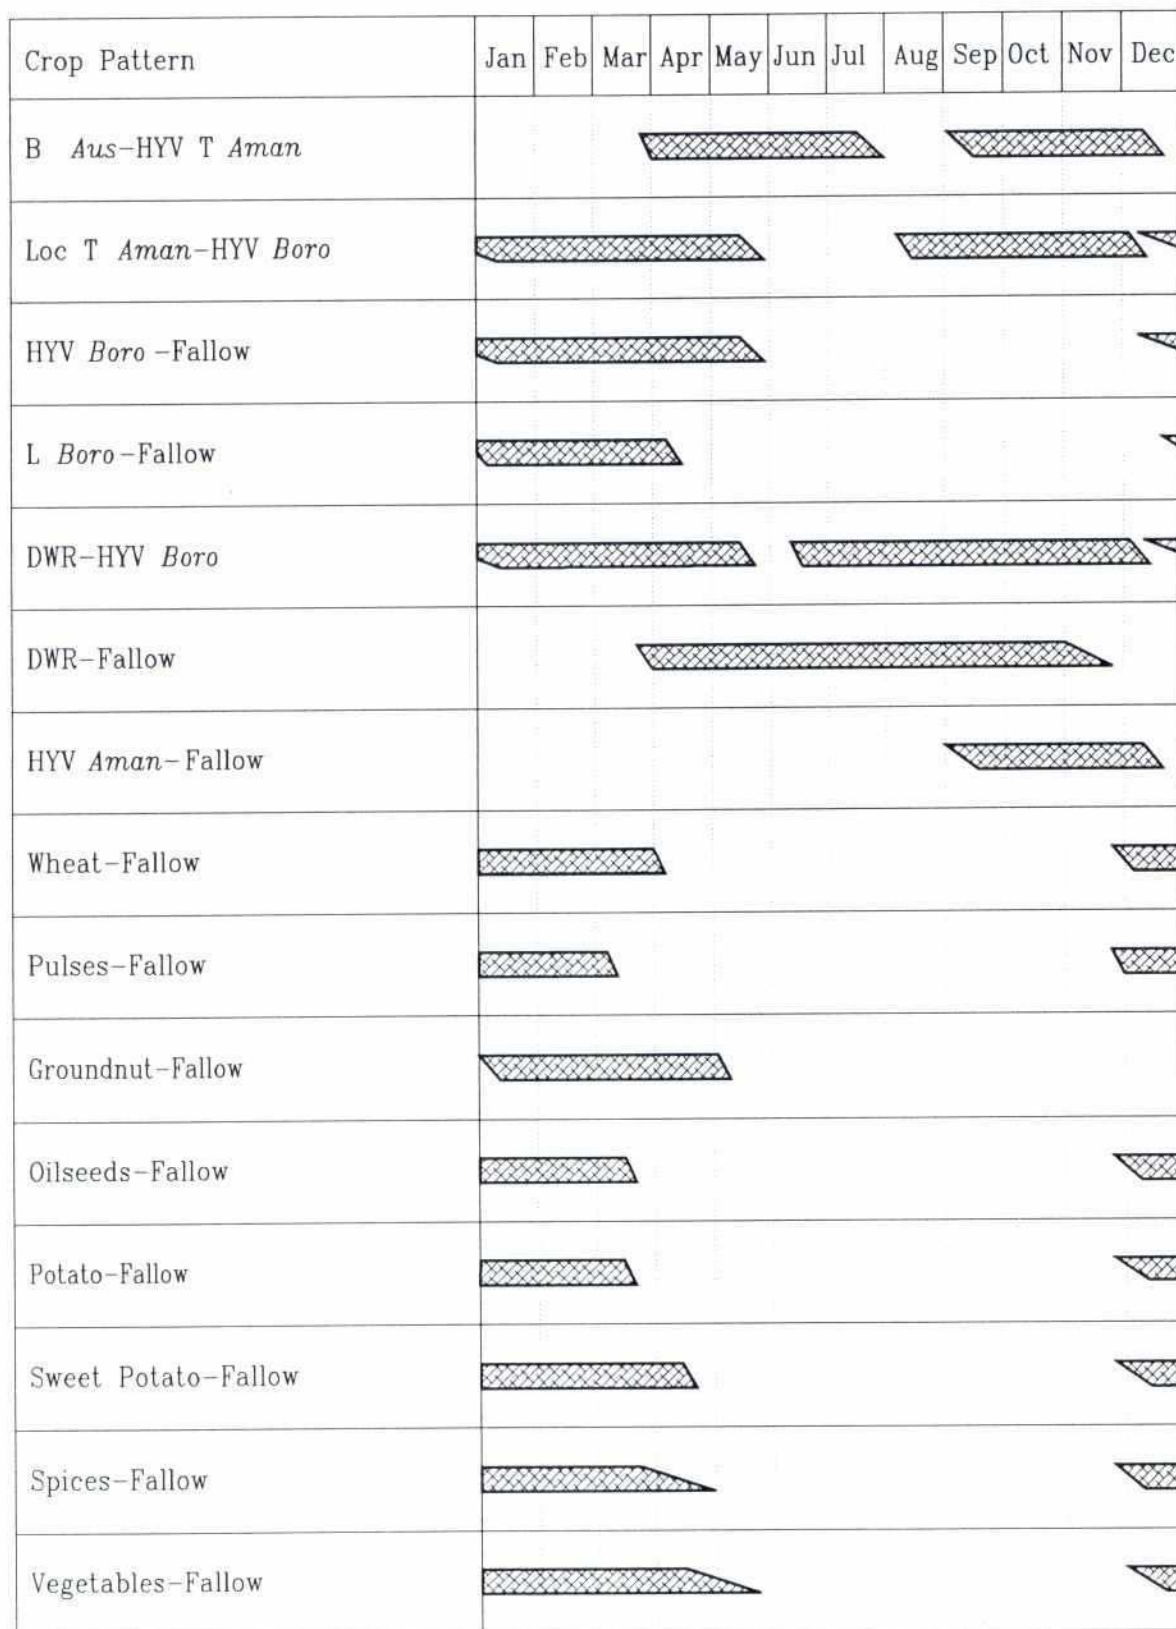 Crop Pattern Jan Feb Mar Apr May Jun Jul Aug Sep Oct Nov Dec
B Aus-HYV T Aman
Loc T Aman-HYV Boro
HYV Boro -Fallow
L Boro-Fallow
DWR-HYV Boro
DWR-Fallow
HYV Aman-Fallow
Wheat-Fallow
Pulses-Fallow
Groundnut-Fallow
Oilseeds-Fallow
Potato-Fallow
Sweet Potato-Fallow
Spices-Fallow
Vegetables-Fallow